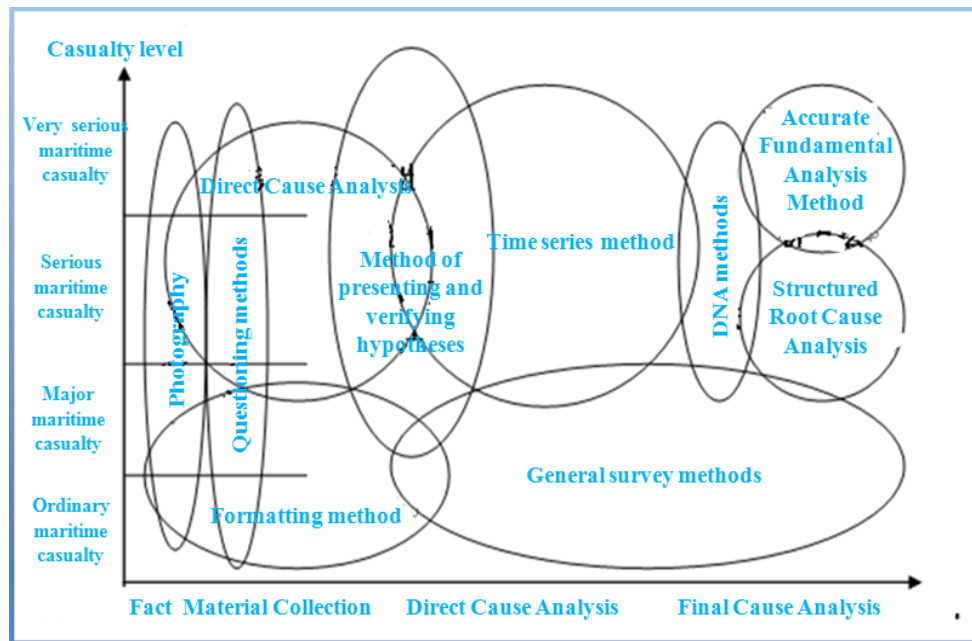 Casualty level
Very serious
maritime
casualty
Serious
maritime
casualty
Major
maritime
casualty
Ordinary
maritime
casualty
Direct Cause Analysis
Photography
Questioning methods
Method of
presenting and
verifying
hypotheses
Time series method
DNA methods
Accurate
Fundamental
Analysis
Method
Structured
Root Cause
Analysis
General survey methods
Formatting method
Fact Material Collection
Direct Cause Analysis
Final Cause Analysis